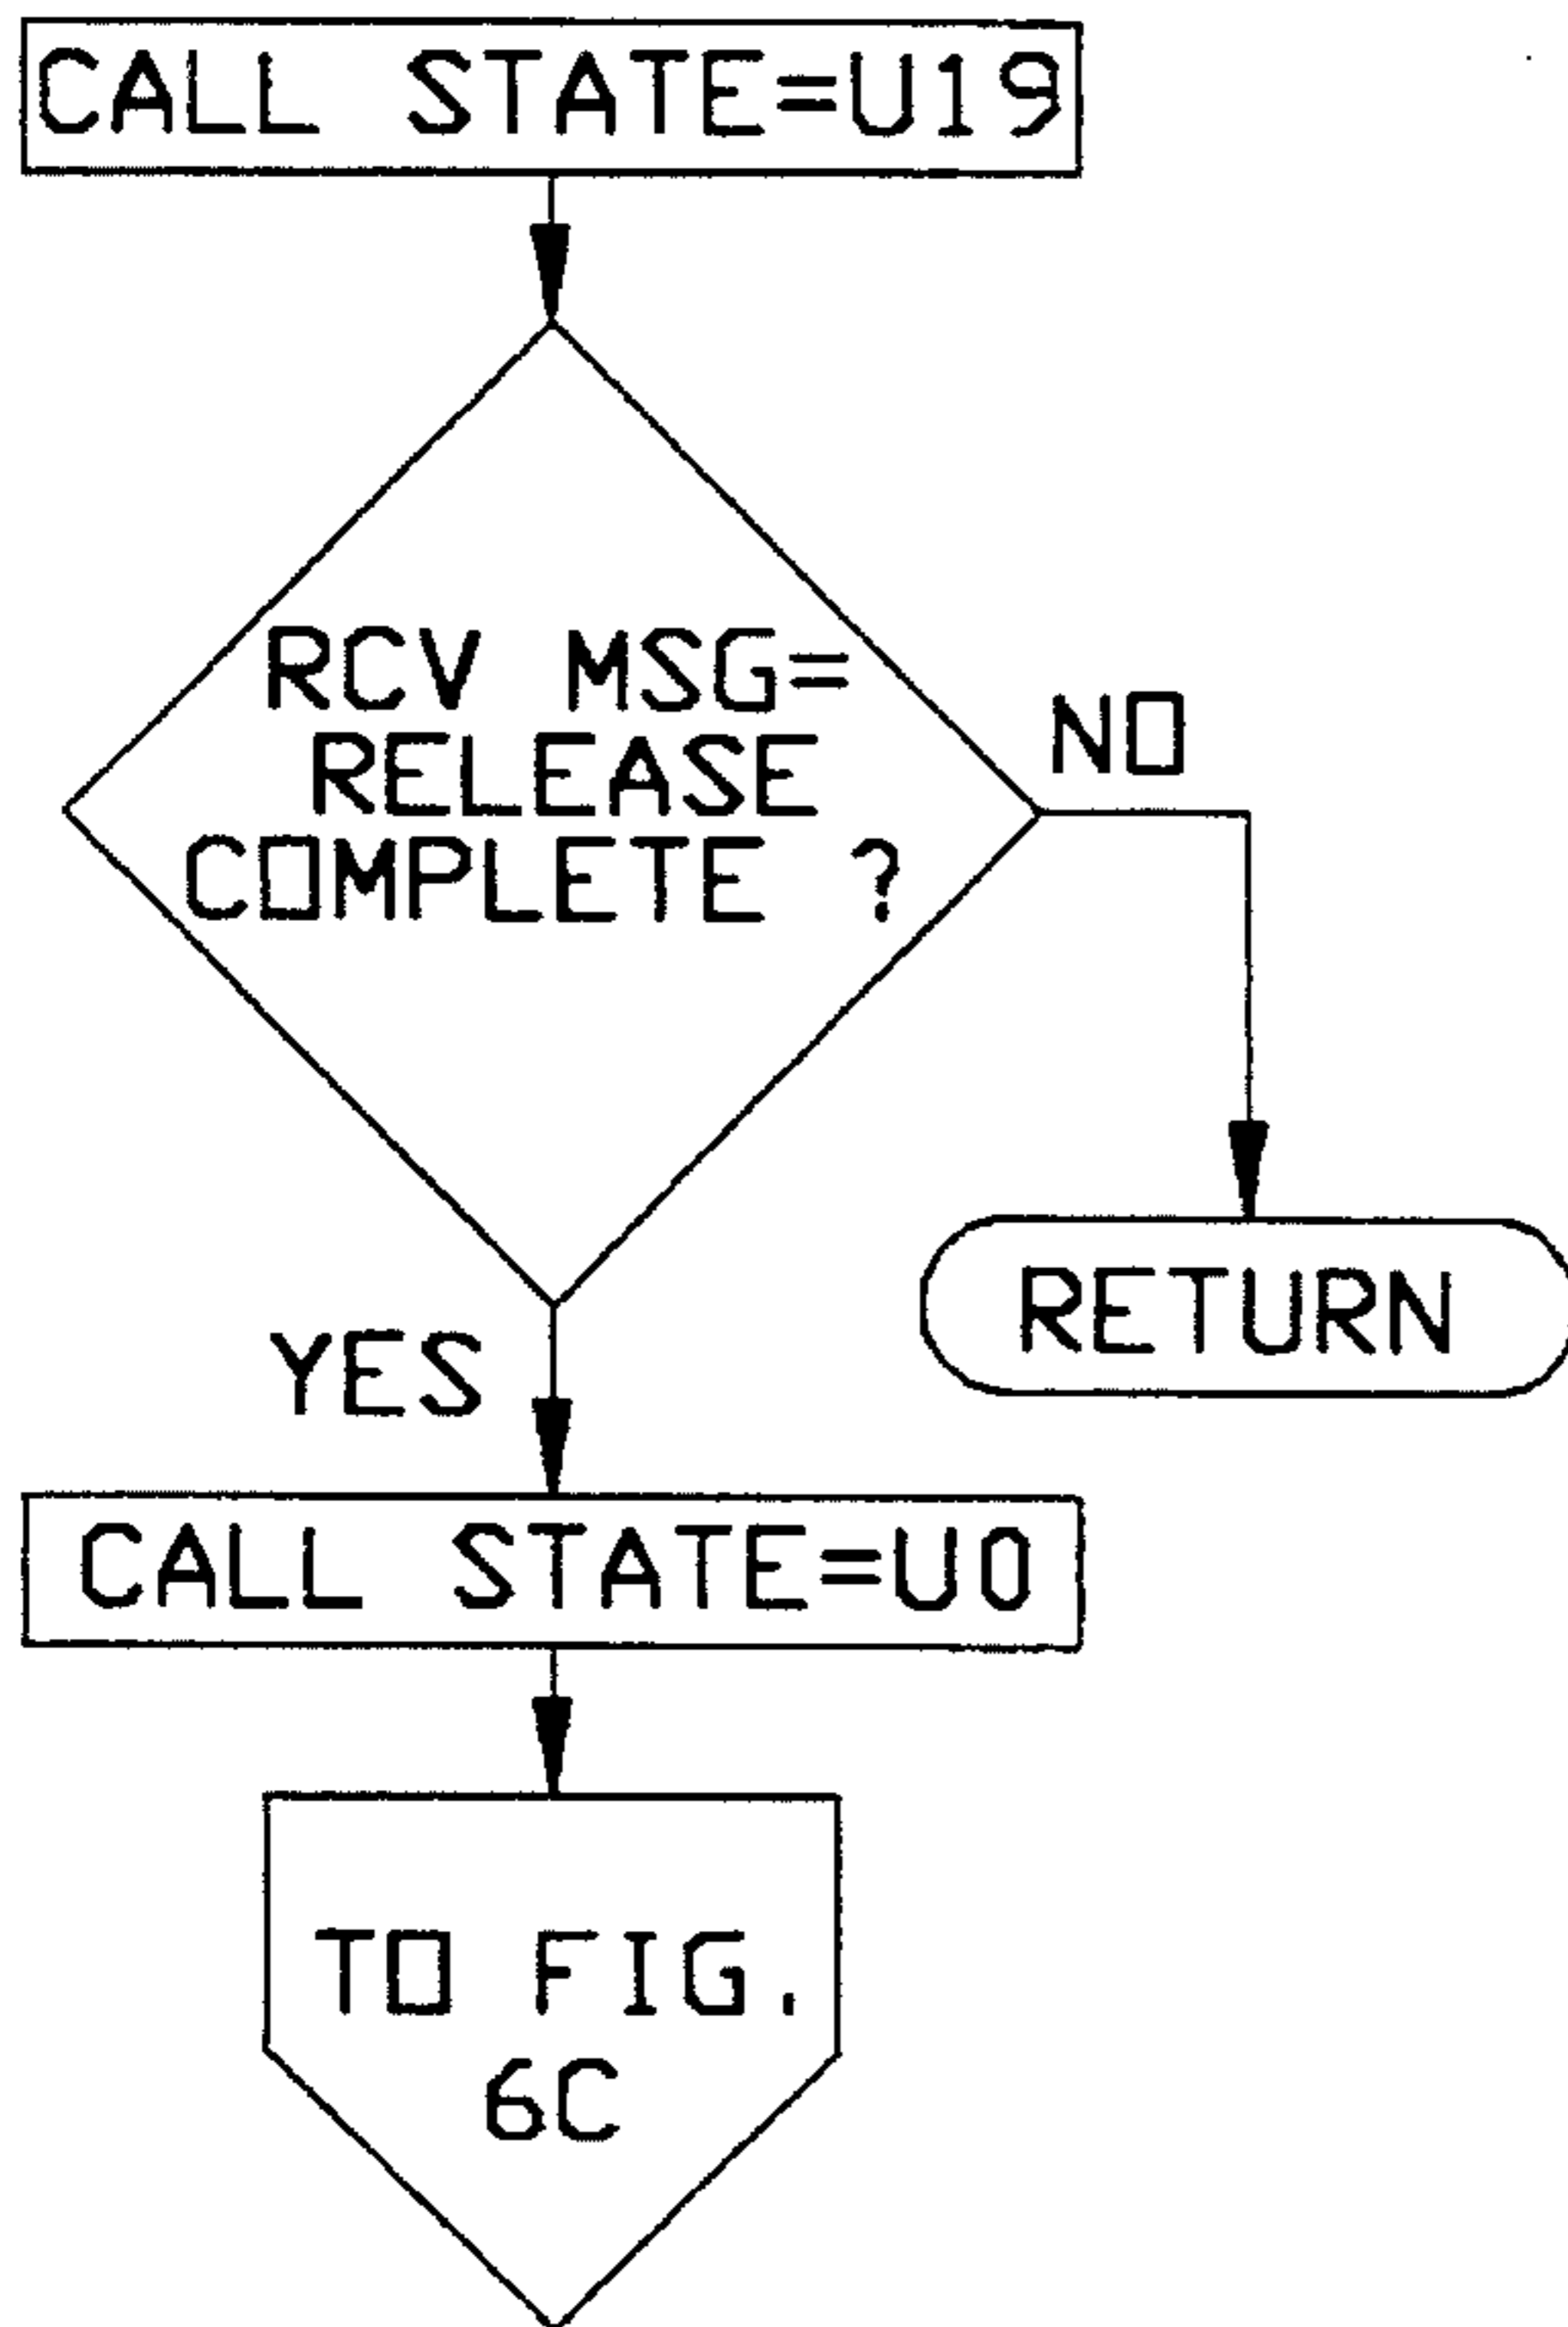 CALL STATE=U19
RCV MSG=
RELEASE
COMPLETE ?
NO
RETURN
YES
CALL STATE=U0
TO FIG.
6C